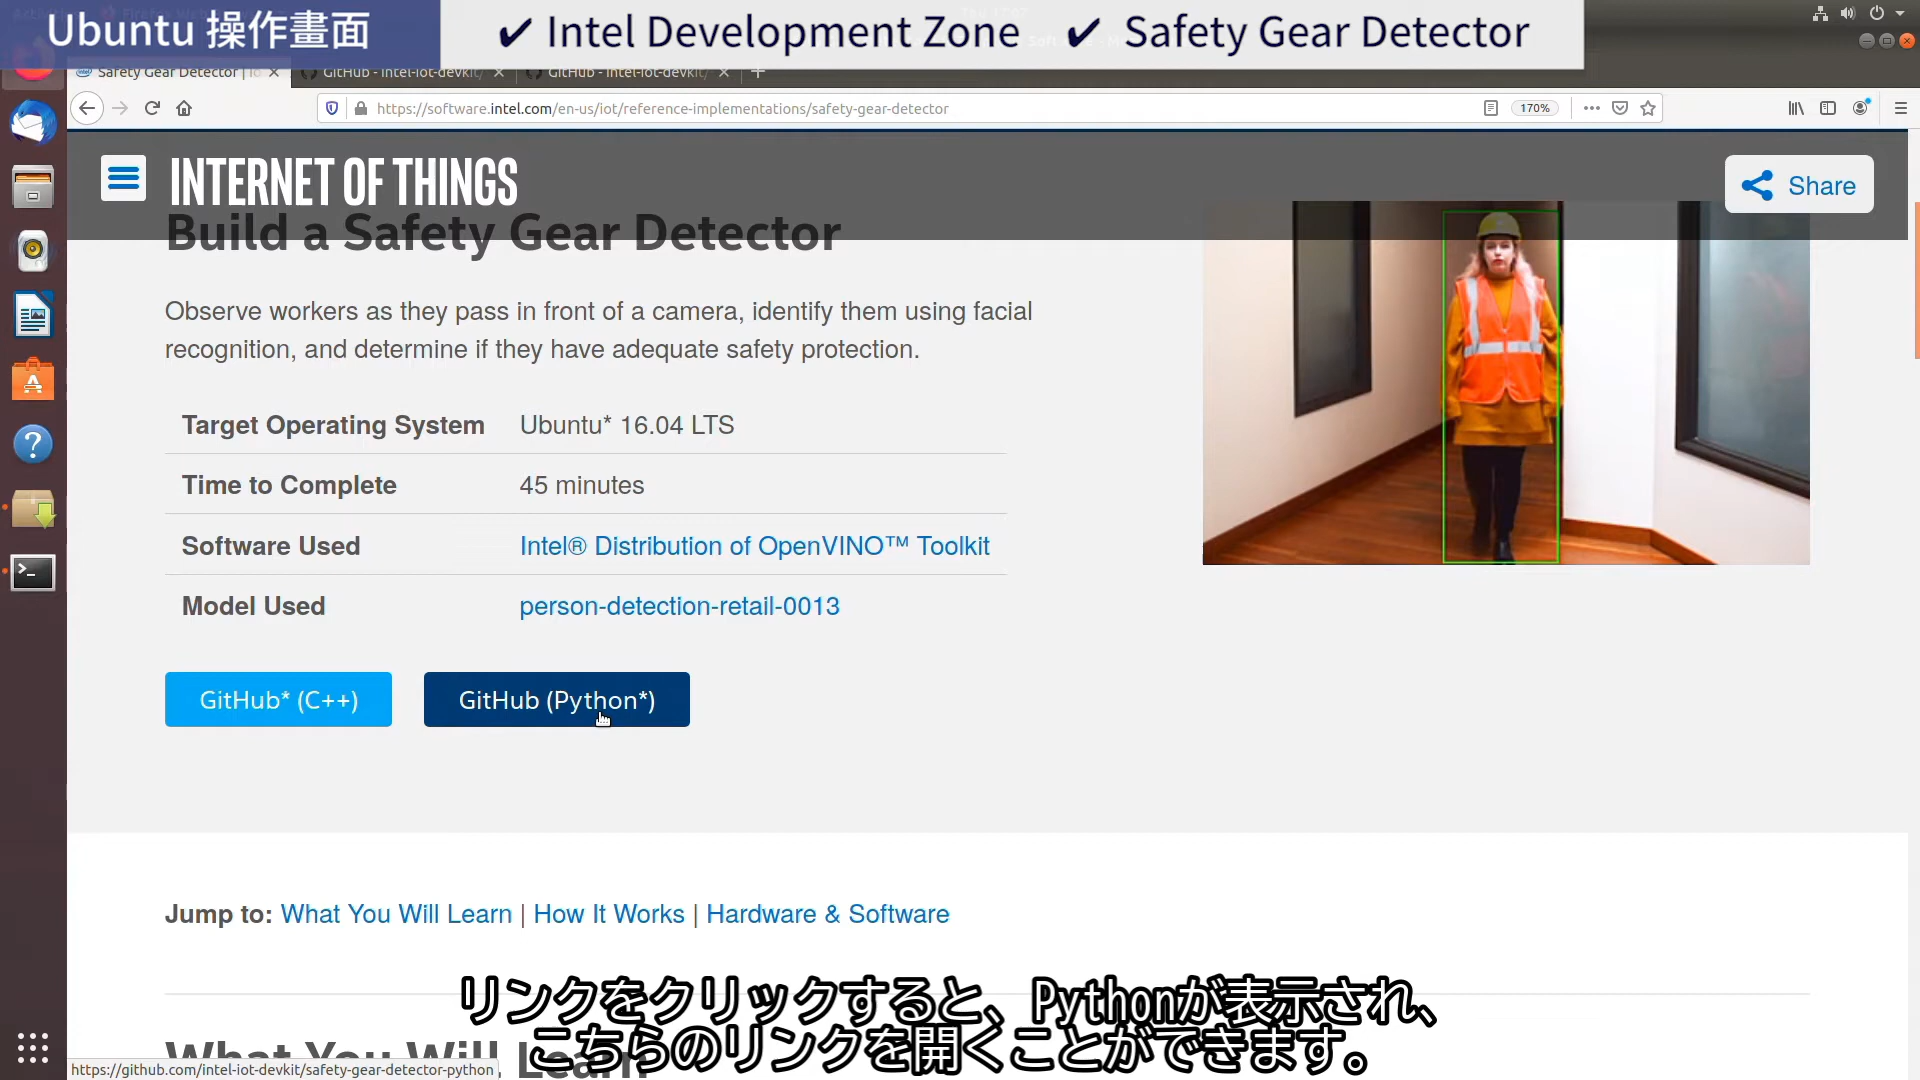 Ubuntu 操作畫面
✔ Intel Development Zone ✔ Safety Gear Detector
Safety Gear Detector |
GitHub - intel-iot-devkit/
GitHub - intel-iot-devkit/
https://software.intel.com/en-us/iot/reference-implementations/safety-gear-detector
170%
INTERNET OF THINGS
Share
Build a Safety Gear Detector
Observe workers as they pass in front of a camera, identify them using facial
recognition, and determine if they have adequate safety protection.
Target Operating System Ubuntu* 16.04 LTS
Time to Complete 45 minutes
Software Used Intel® Distribution of OpenVINO™ Toolkit
Model Used person-detection-retail-0013
GitHub* (C++) GitHub (Python*)
Jump to: What You Will Learn | How It Works | Hardware & Software
What You Will Learn
リンクをクリックすると、Pythonが表示され、
こちらのリンクを開くことができます。
https://github.com/intel-iot-devkit/safety-gear-detector-python